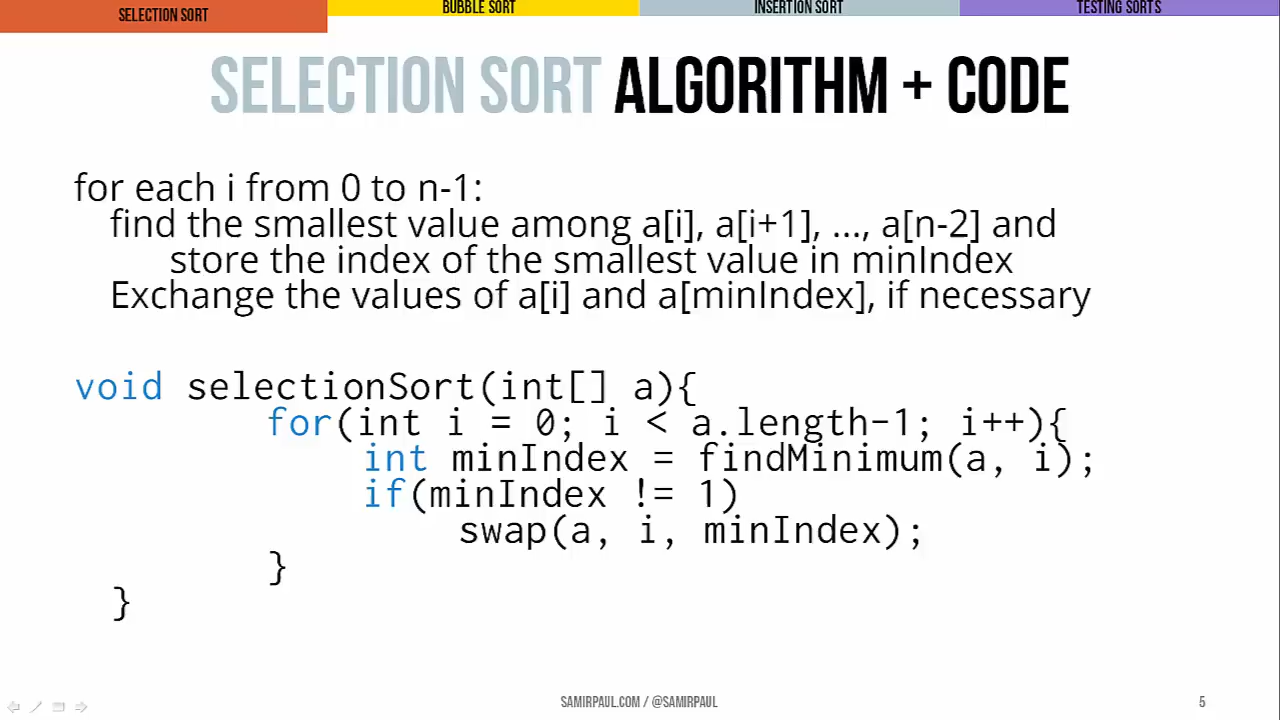 SELECTION SORT
BUBBLE SORT
INSERTION SORT
TESTING SORTS
SELECTION SORT ALGORITHM + CODE
for each i from 0 to n-1:
find the smallest value among a[i], a[i+1], ..., a[n-2] and
store the index of the smallest value in minIndex
Exchange the values of a[i] and a[minIndex], if necessary
void selectionSort(int[] a){
for(int i = 0; i < a.length-1; i++){
int minIndex = findMinimum(a, i);
if(minIndex != 1)
swap(a, i, minIndex);
}
}
SAMIRPAUL.COM / @SAMIRPAUL
5